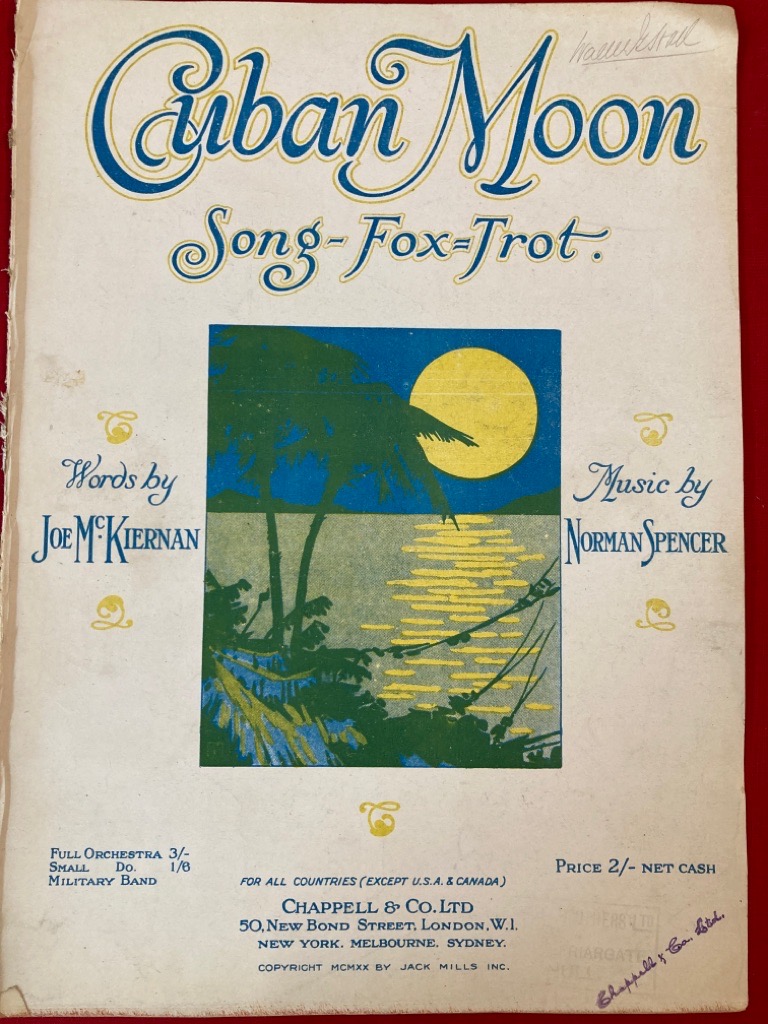 Cuban Moon
Song-Fox=Trot.
Words by
JOE McKIERNAN
Music by
NORMAN SPENCER
FULL ORCHESTRA 3/-
SMALL DO. 1/6
MILITARY BAND
FOR ALL COUNTRIES (EXCEPT U.S.A. & CANADA)
CHAPPELL & CO. LTD
50, NEW BOND STREET, LONDON, W.1.
NEW YORK. MELBOURNE. SYDNEY.
COPYRIGHT MCMXX BY JACK MILLS INC.
PRICE 2/- NET CASH
Chappell & Co. Ltd.